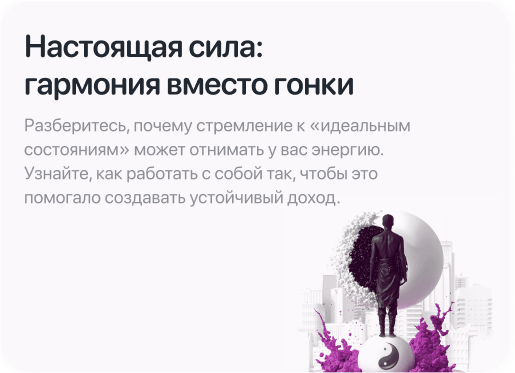 Настоящая сила:
гармония вместо гонки
Разберитесь, почему стремление к «идеальным
состояниям» может отнимать у вас энергию.
Узнайте, как работать с собой так, чтобы это
помогало создавать устойчивый доход.